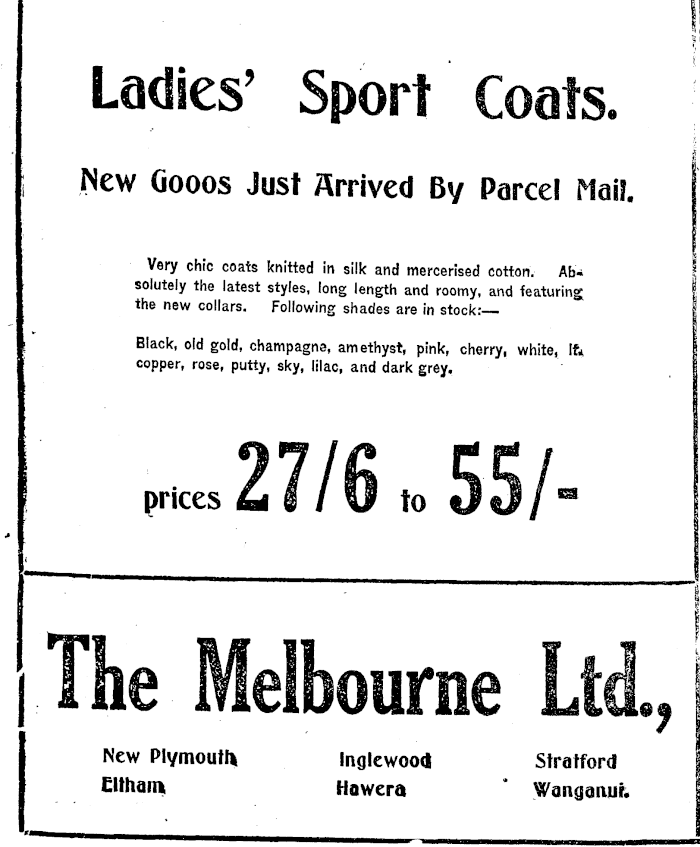 Ladies' Sport Coats.
New Gooos Just Arrived By Parcel Mail.
Very chic coats knitted in silk and mercerised cotton. Ab-
solutely the latest styles, long length and roomy, and featuring
the new collars. Following shades are in stock:—
Black, old gold, champagne, amethyst, pink, cherry, white, lt.
copper, rose, putty, sky, lilac, and dark grey.
prices 27/6 to 55/-
The Melbourne Ltd.,
New Plymouth Inglewood Stratford
Eltham Hawera Wanganui.